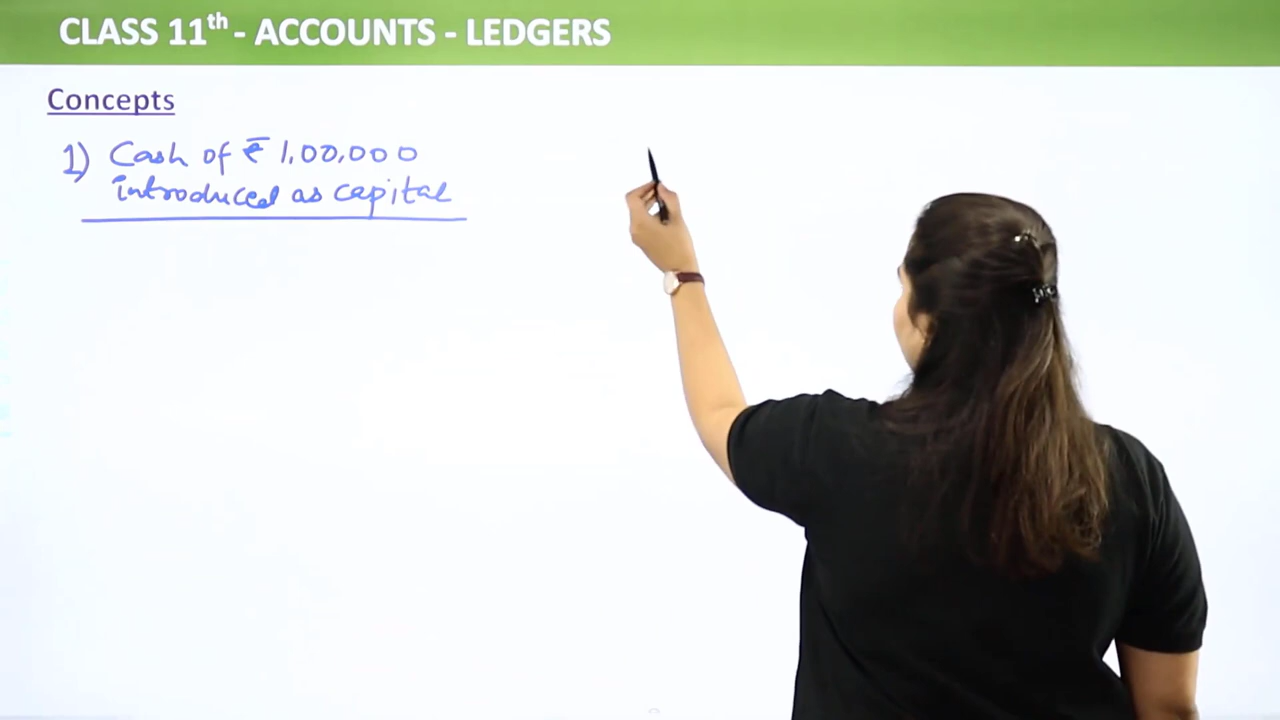 CLASS 11th - ACCOUNTS - LEDGERS
Concepts
1) Cash of ₹ 1,00,000
introduced as capital